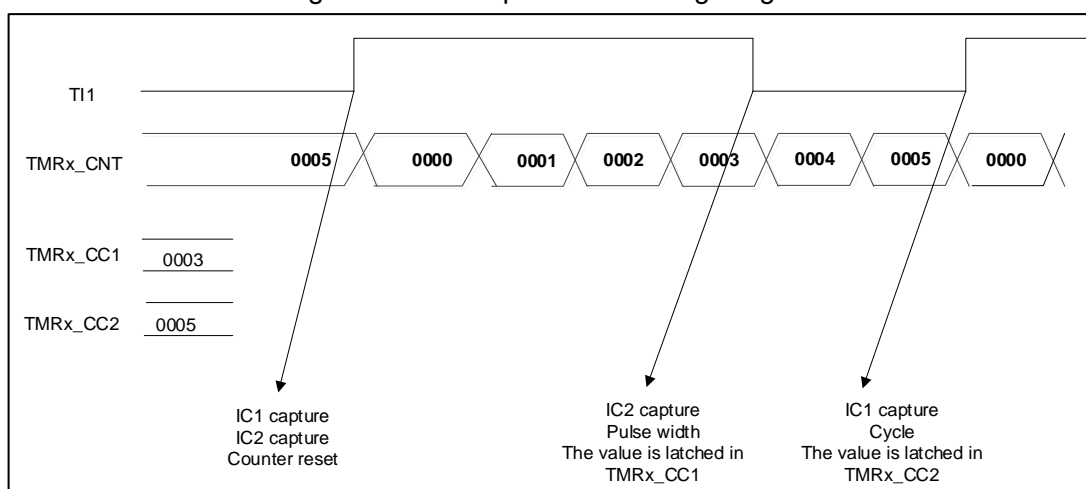 TI1
TMRx_CNT
0005 0000 0001 0002 0003 0004 0005 0000
TMRx_CC1
0003
TMRx_CC2
0005
IC1 capture
IC2 capture
Counter reset
IC2 capture
Pulse width
The value is latched in
TMRx_CC1
IC1 capture
Cycle
The value is latched in
TMRx_CC2